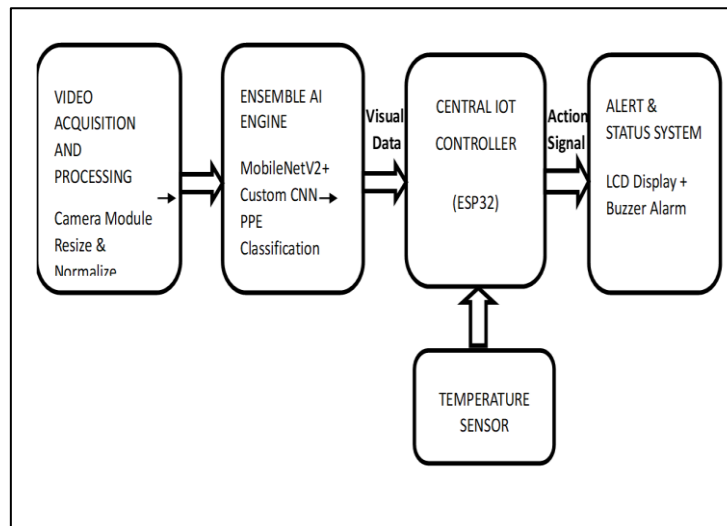 VIDEO
ACQUISITION
AND
PROCESSING
Camera Module
Resize &
Normalize
ENSEMBLE AI
ENGINE
MobileNetV2+
Custom CNN
PPE
Classification
Visual
Data
CENTRAL IOT
CONTROLLER
(ESP32)
Action
Signal
ALERT &
STATUS SYSTEM
LCD Display +
Buzzer Alarm
TEMPERATURE
SENSOR